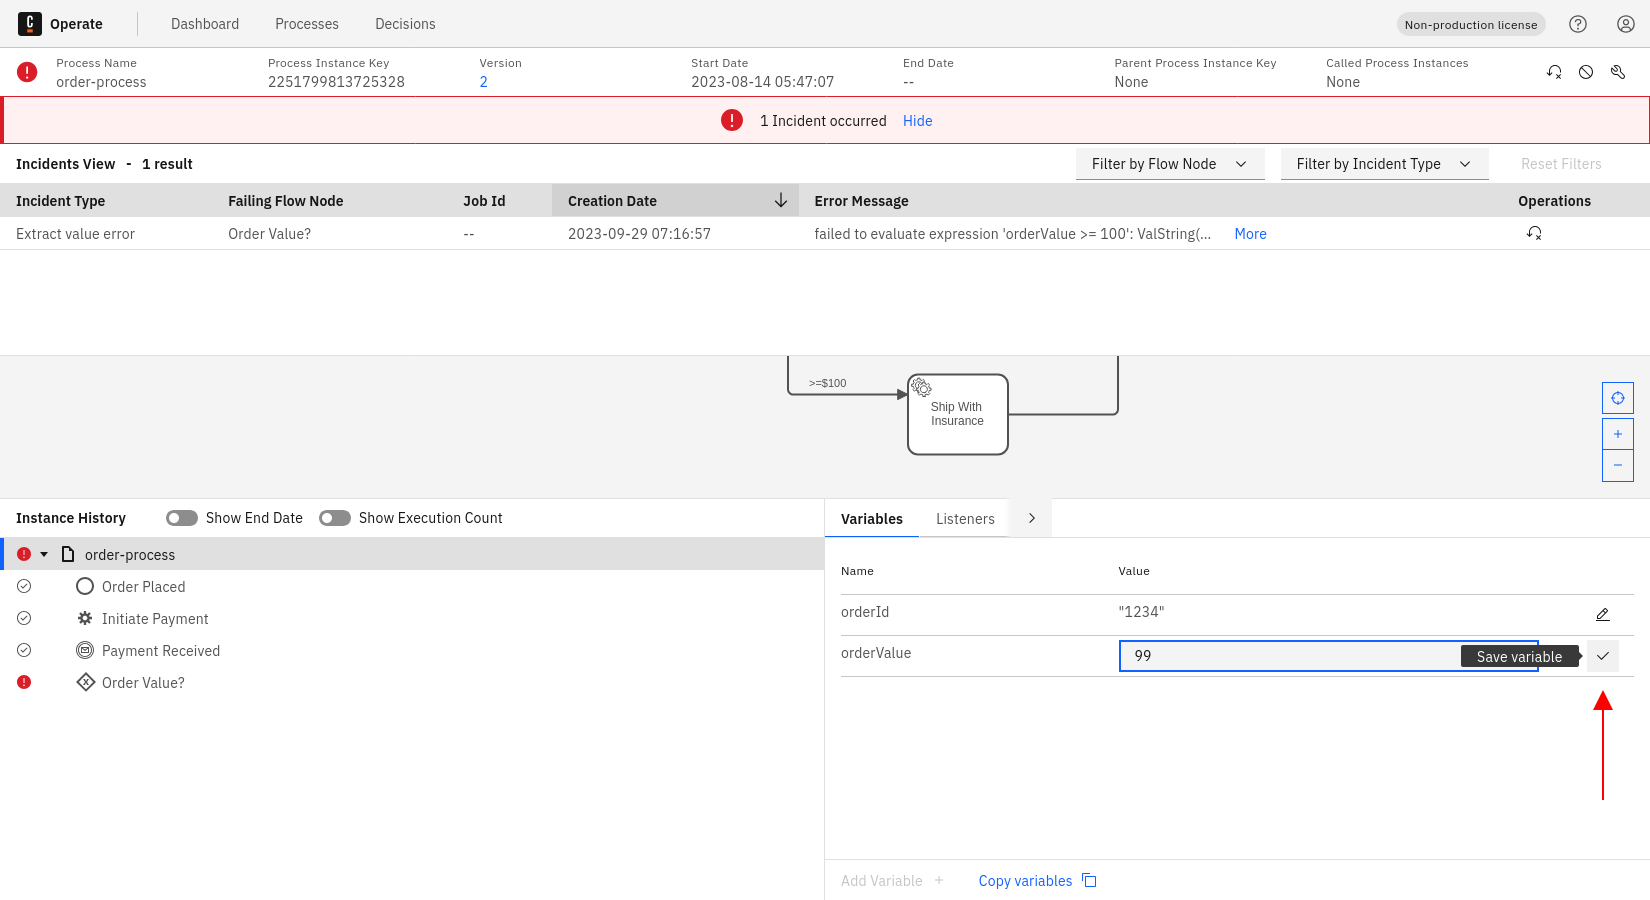 Operate Dashboard Processes Decisions Non-production license
Process Name Process Instance Key Version Start Date End Date Parent Process Instance Key Called Process Instances
order-process 2251799813725328 2 2023-08-14 05:47:07 -- None None
1 Incident occurred Hide
Incidents View - 1 result Filter by Flow Node Filter by Incident Type Reset Filters
Incident Type Failing Flow Node Job Id Creation Date Error Message Operations
Extract value error Order Value? -- 2023-09-29 07:16:57 failed to evaluate expression 'orderValue >= 100': ValString(... More
>=$100
Ship With
Insurance
Instance History Show End Date Show Execution Count
order-process
Order Placed
Initiate Payment
Payment Received
Order Value?
Variables Listeners
Name Value
orderId "1234"
orderValue 99 Save variable
Add Variable + Copy variables